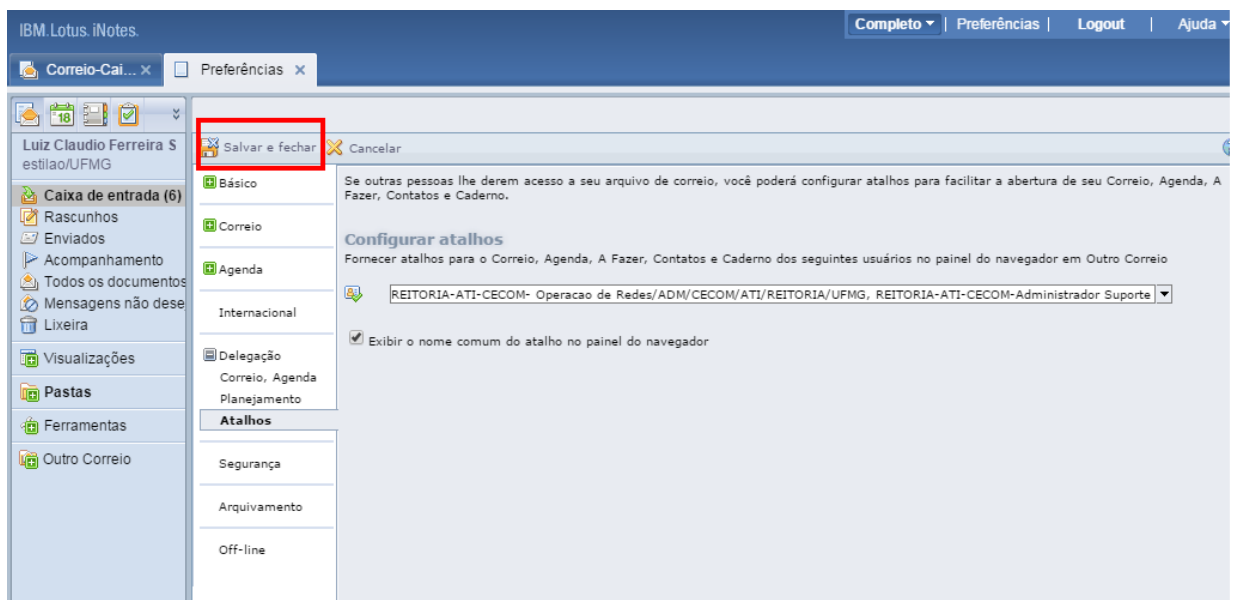 IBM.Lotus.iNotes.
Completo
Preferências |
Logout |
Ajuda
Correio-Cai... ×
Preferências ×
18
Luiz Claudio Ferreira S
estilao/UFMG
Caixa de entrada (6)
Rascunhos
Enviados
Acompanhamento
Todos os documentos
Mensagens não dese
Lixeira
Visualizações
Pastas
Ferramentas
Outro Correio
Salvar e fechar
Cancelar
Básico
Correio
Agenda
Internacional
Delegação
Correio, Agenda
Planejamento
Atalhos
Segurança
Arquivamento
Off-line
Se outras pessoas lhe derem acesso a seu arquivo de correio, você poderá configurar atalhos para facilitar a abertura de seu Correio, Agenda, A
Fazer, Contatos e Caderno.
Configurar atalhos
Fornecer atalhos para o Correio, Agenda, A Fazer, Contatos e Caderno dos seguintes usuários no painel do navegador em Outro Correio
REITORIA-ATI-CECOM- Operacao de Redes/ADM/CECOM/ATI/REITORIA/UFMG, REITORIA-ATI-CECOM-Administrador Suporte
Exibir o nome comum do atalho no painel do navegador